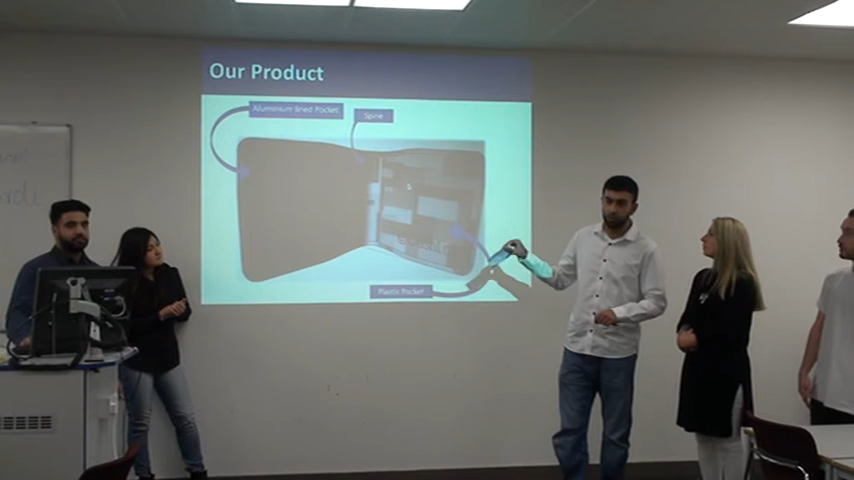 Our Product
Aluminium lined Pocket
Spine
Plastic Pocket